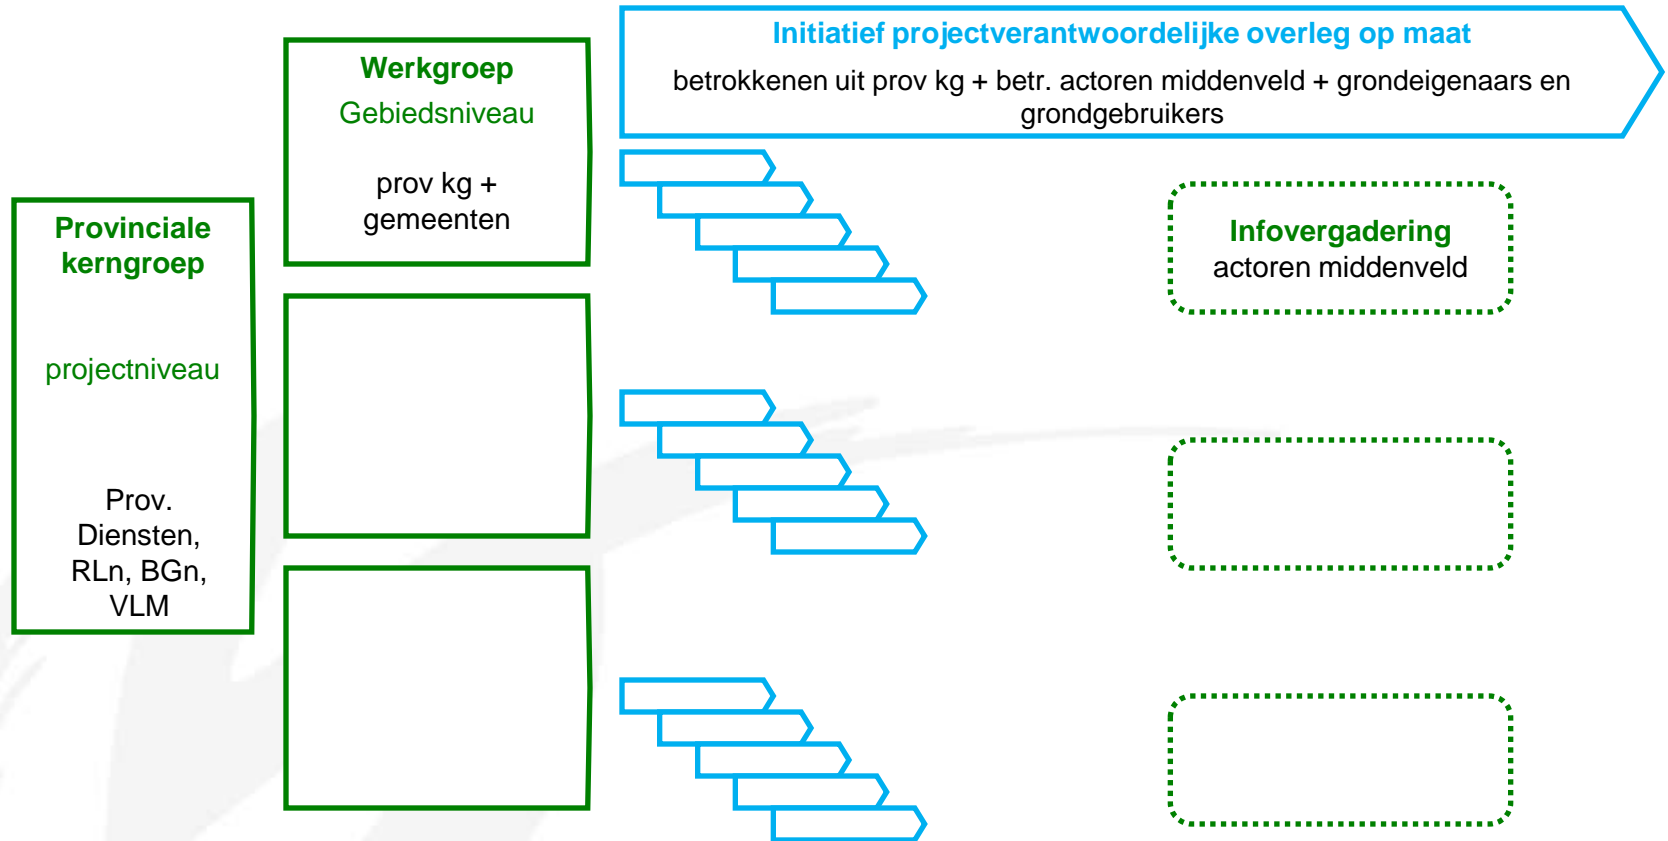 Initiatief projectverantwoordelijke overleg op maat
betrokkenen uit prov kg + betr. actoren middenveld + grondeigenaars en
grondgebruikers
Werkgroep
Gebiedsniveau
prov kg +
gemeenten
Provinciale
kerngroep
projectniveau
Prov.
Diensten,
RLn, BGn,
VLM
Infovergadering
actoren middenveld